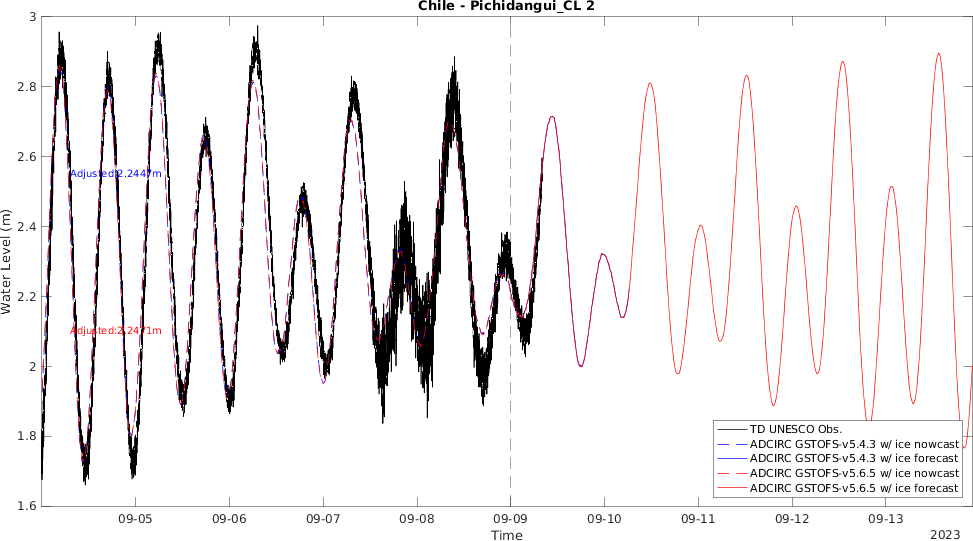 Chile - Pichidangui_CL 2
3
2.8
2.6
2.4
2.2
2
1.8
1.6
Water Level (m)
Adjusted:2.2447m
Adjusted:2.2471m
TD UNESCO Obs.
ADCIRC GSTOFS-v5.4.3 w/ ice nowcast
ADCIRC GSTOFS-v5.4.3 w/ ice forecast
ADCIRC GSTOFS-v5.6.5 w/ ice nowcast
ADCIRC GSTOFS-v5.6.5 w/ ice forecast
09-05 09-06 09-07 09-08 09-09 09-10 09-11 09-12 09-13
Time
2023